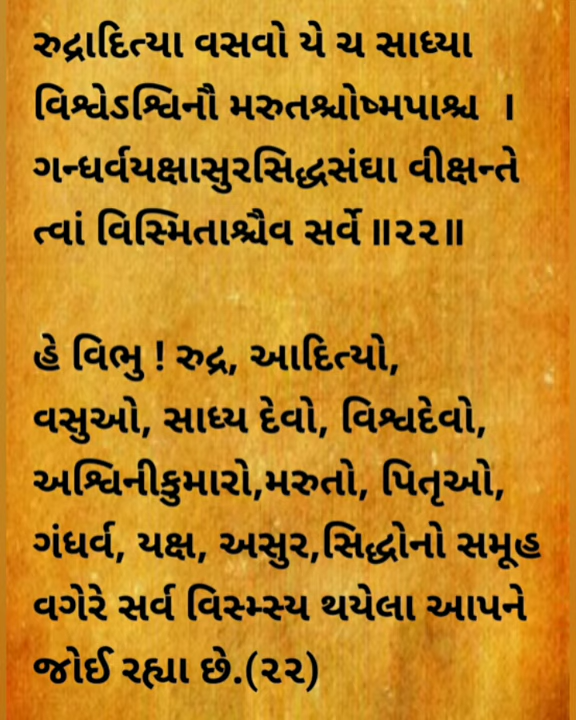 રુદ્રાદિત્યા વસવો યે ચ સાધ્યા
વિશ્વેઽશ્વિનૌ મરુતશ્ચોષ્મપાશ્ચ ।
ગન્ધર્વયક્ષાસુરસિદ્ધસંઘા વીક્ષન્તે
ત્વાં વિસ્મિતાશ્ચૈવ સર્વે ॥૨૨॥
હે વિભુ ! રુદ્ર, આદિત્યો,
વસુઓ, સાધ્ય દેવો, વિશ્વદેવો,
અશ્વિનીકુમારો,મરુતો, પિતૃઓ,
ગંધર્વ, યક્ષ, અસુર,સિદ્ધોનો સમૂહ
વગેરે સર્વ વિસ્મ્સ્ય થયેલા આપને
જોઈ રહ્યા છે.(૨૨)